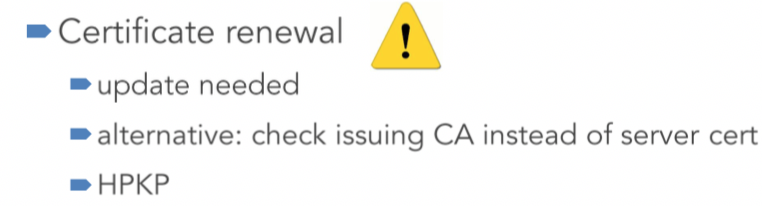 Certificate renewal
update needed
alternative: check issuing CA instead of server cert
HPKP